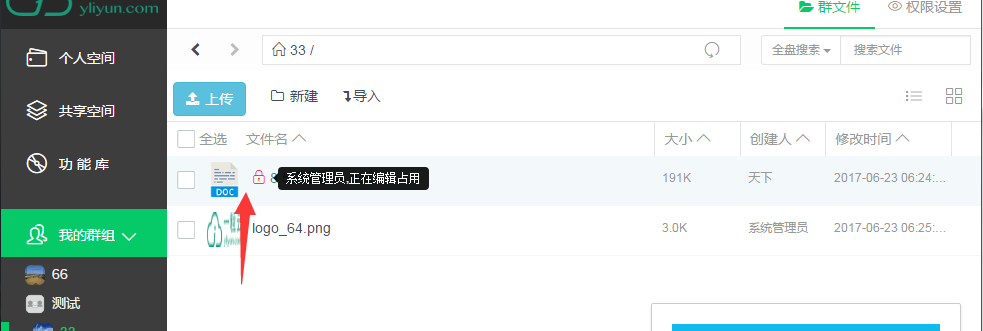 yliyun.com
群文件 权限设置
个人空间
33 /
全盘搜索 搜索文件
上传 新建 导入
共享空间
全选 文件名 大小 创建人 修改时间
功能库
DOC 8 系统管理员,正在编辑占用 191K 天下 2017-06-23 06:24:...
我的群组
logo_64.png 3.0K 系统管理员 2017-06-23 06:25:...
66
测试
33